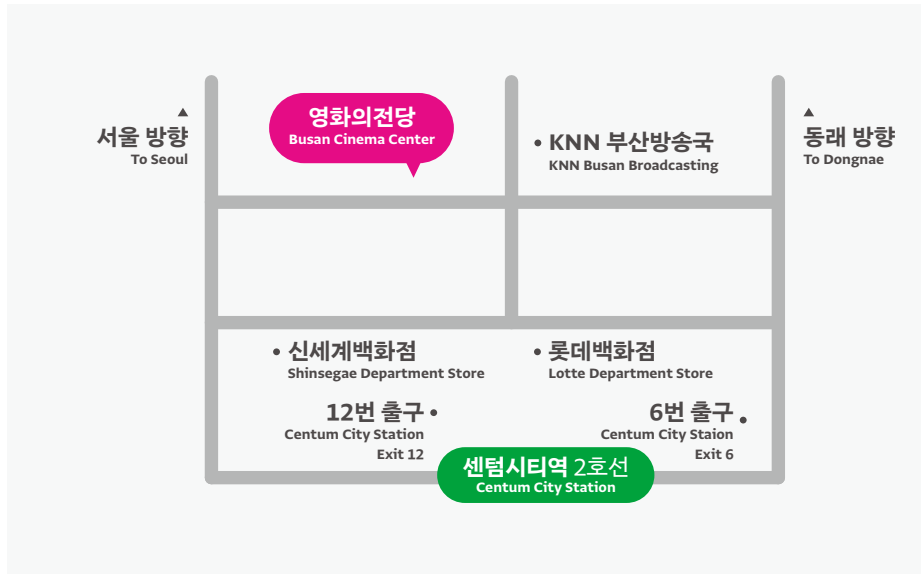 영화의전당
Busan Cinema Center
서울 방향
To Seoul
KNN 부산방송국
KNN Busan Broadcasting
동래 방향
To Dongnae
신세계백화점
Shinsegae Department Store
롯데백화점
Lotte Department Store
12번 출구
Centum City Station
Exit 12
6번 출구
Centum City Staion
Exit 6
센텀시티역 2호선
Centum City Station